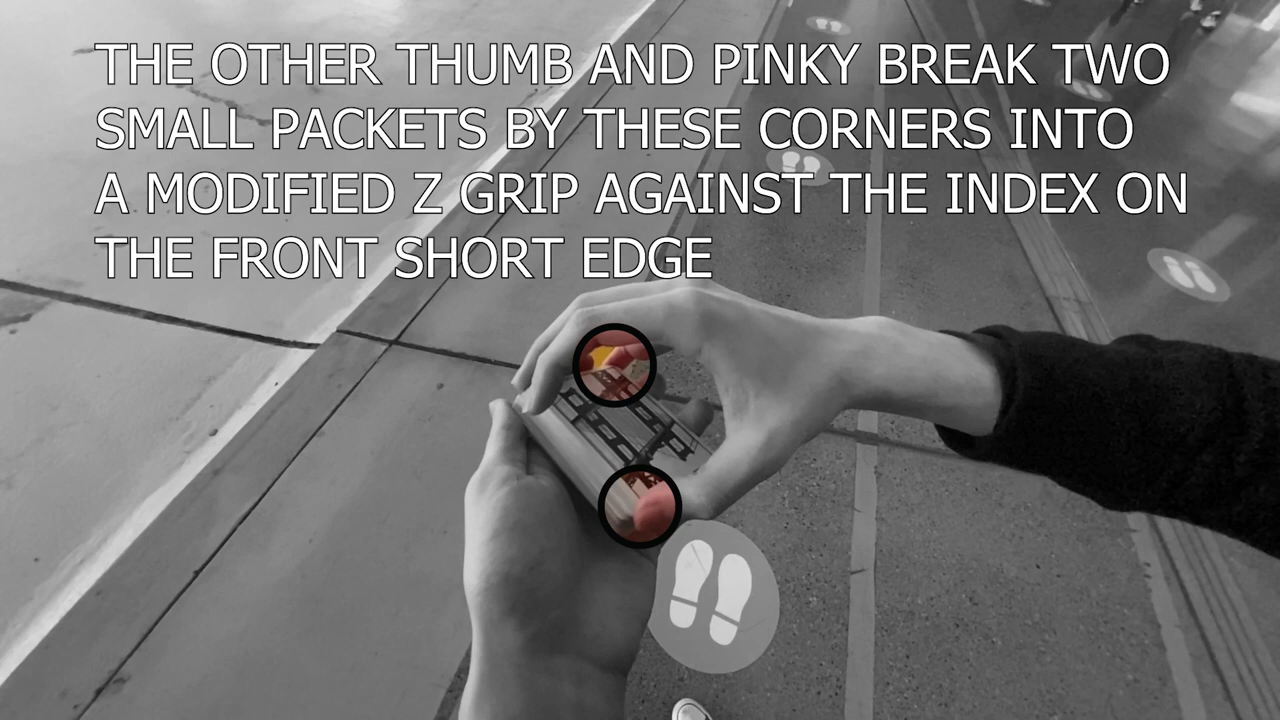 THE OTHER THUMB AND PINKY BREAK TWO
SMALL PACKETS BY THESE CORNERS INTO
A MODIFIED Z GRIP AGAINST THE INDEX ON
THE FRONT SHORT EDGE